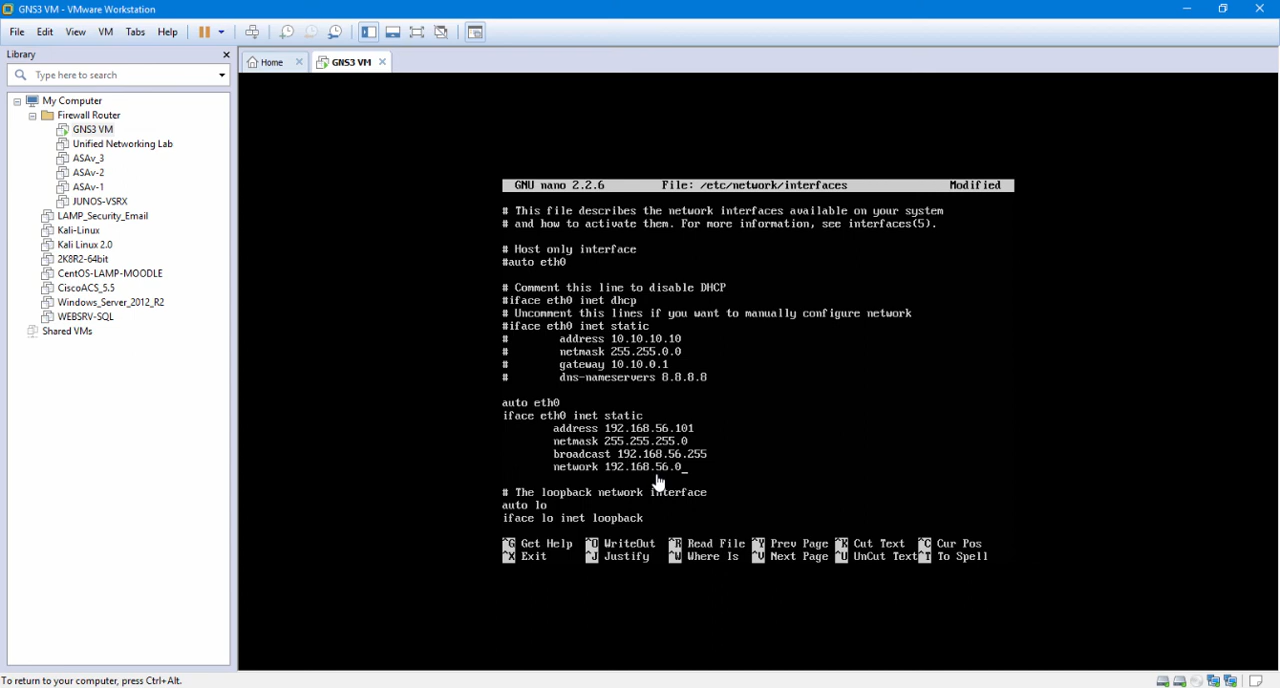 GNS3 VM - VMware Workstation
File Edit View VM Tabs Help
Library
Type here to search
Home
GNS3 VM
My Computer
Firewall Router
GNS3 VM
Unified Networking Lab
ASAv_3
ASAv-2
ASAv-1
JUNOS-VSRX
LAMP_Security_Email
Kali-Linux
Kali Linux 2.0
2K8R2-64bit
CentOS-LAMP-MOODLE
CiscoACS_5.5
Windows_Server_2012_R2
WEBSRV-SQL
Shared VMs
GNU nano 2.2.6 File: /etc/network/interfaces Modified
# This file describes the network interfaces available on your system
# and how to activate them. For more information, see interfaces(5).
# Host only interface
#auto eth0
# Comment this line to disable DHCP
#iface eth0 inet dhcp
# Uncomment this lines if you want to manually configure network
#iface eth0 inet static
# address 10.10.10.10
# netmask 255.255.0.0
# gateway 10.10.0.1
# dns-nameservers 8.8.8.8
auto eth0
iface eth0 inet static
address 192.168.56.101
netmask 255.255.255.0
broadcast 192.168.56.255
network 192.168.56.0_
# The loopback network interface
auto lo
iface lo inet loopback
^G Get Help ^O WriteOut ^R Read File ^Y Prev Page ^K Cut Text ^C Cur Pos
^X Exit ^J Justify ^W Where Is ^V Next Page ^U UnCut Text ^T To Spell
To return to your computer, press Ctrl+Alt.